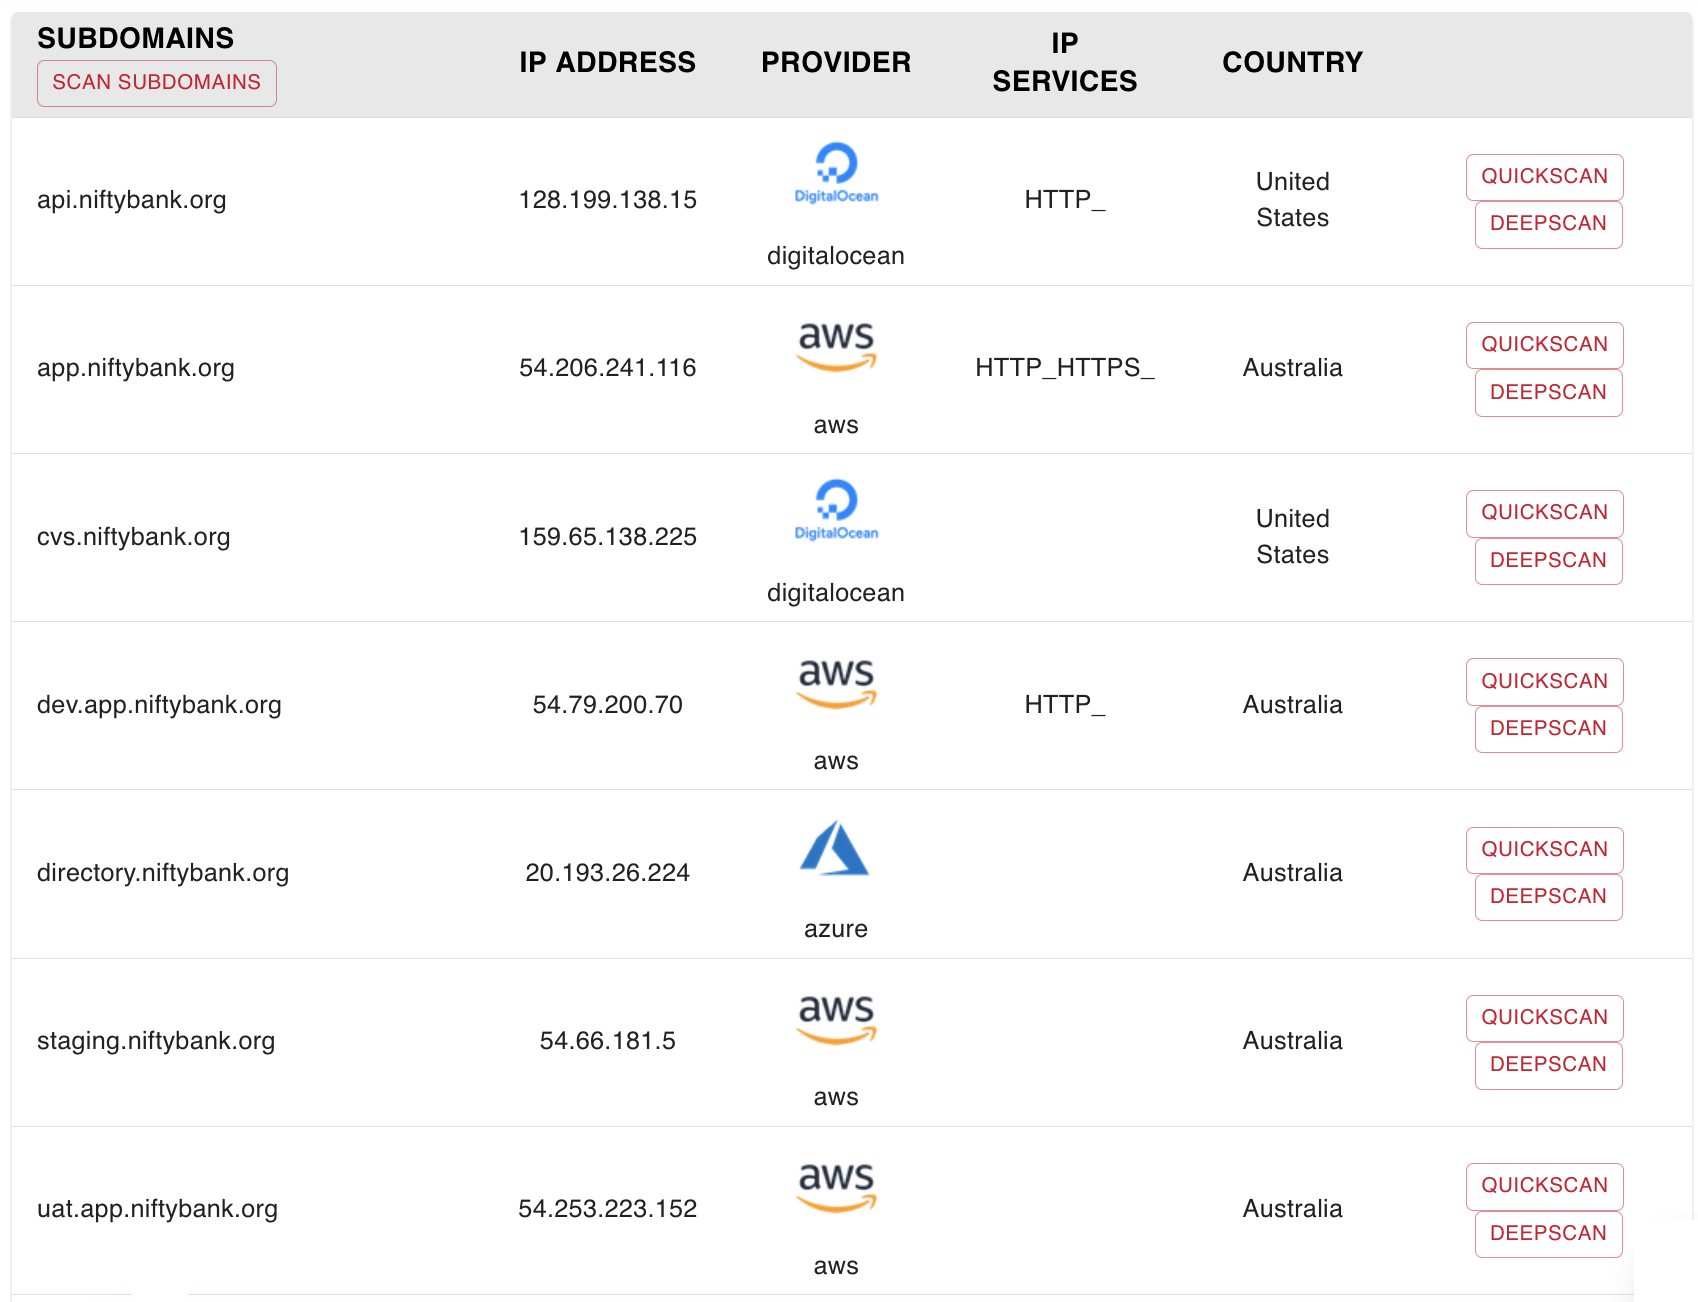 SUBDOMAINS
SCAN SUBDOMAINS
IP ADDRESS
PROVIDER
IP
SERVICES
COUNTRY
api.niftybank.org
128.199.138.15
DigitalOcean
digitalocean
HTTP_
United
States
QUICKSCAN
DEEPSCAN
app.niftybank.org
54.206.241.116
aws
aws
HTTP_HTTPS_
Australia
QUICKSCAN
DEEPSCAN
cvs.niftybank.org
159.65.138.225
DigitalOcean
digitalocean
United
States
QUICKSCAN
DEEPSCAN
dev.app.niftybank.org
54.79.200.70
aws
aws
HTTP_
Australia
QUICKSCAN
DEEPSCAN
directory.niftybank.org
20.193.26.224
azure
Australia
QUICKSCAN
DEEPSCAN
staging.niftybank.org
54.66.181.5
aws
aws
Australia
QUICKSCAN
DEEPSCAN
uat.app.niftybank.org
54.253.223.152
aws
aws
Australia
QUICKSCAN
DEEPSCAN